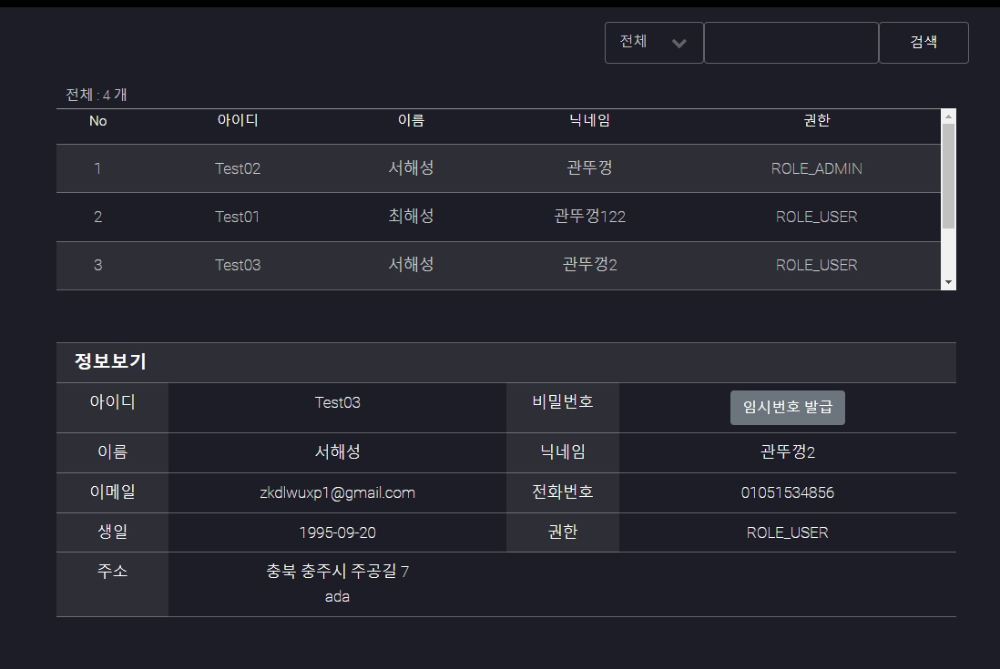 전체 검색
전체 : 4 개
No 아이디 이름 닉네임 권한
1 Test02 서해성 관뚜껑 ROLE_ADMIN
2 Test01 최해성 관뚜껑122 ROLE_USER
3 Test03 서해성 관뚜껑2 ROLE_USER
정보보기
아이디 Test03 비밀번호 임시번호 발급
이름 서해성 닉네임 관뚜껑2
이메일 zkdlwuxp1@gmail.com 전화번호 01051534856
생일 1995-09-20 권한 ROLE_USER
주소 충북 충주시 주공길 7
ada